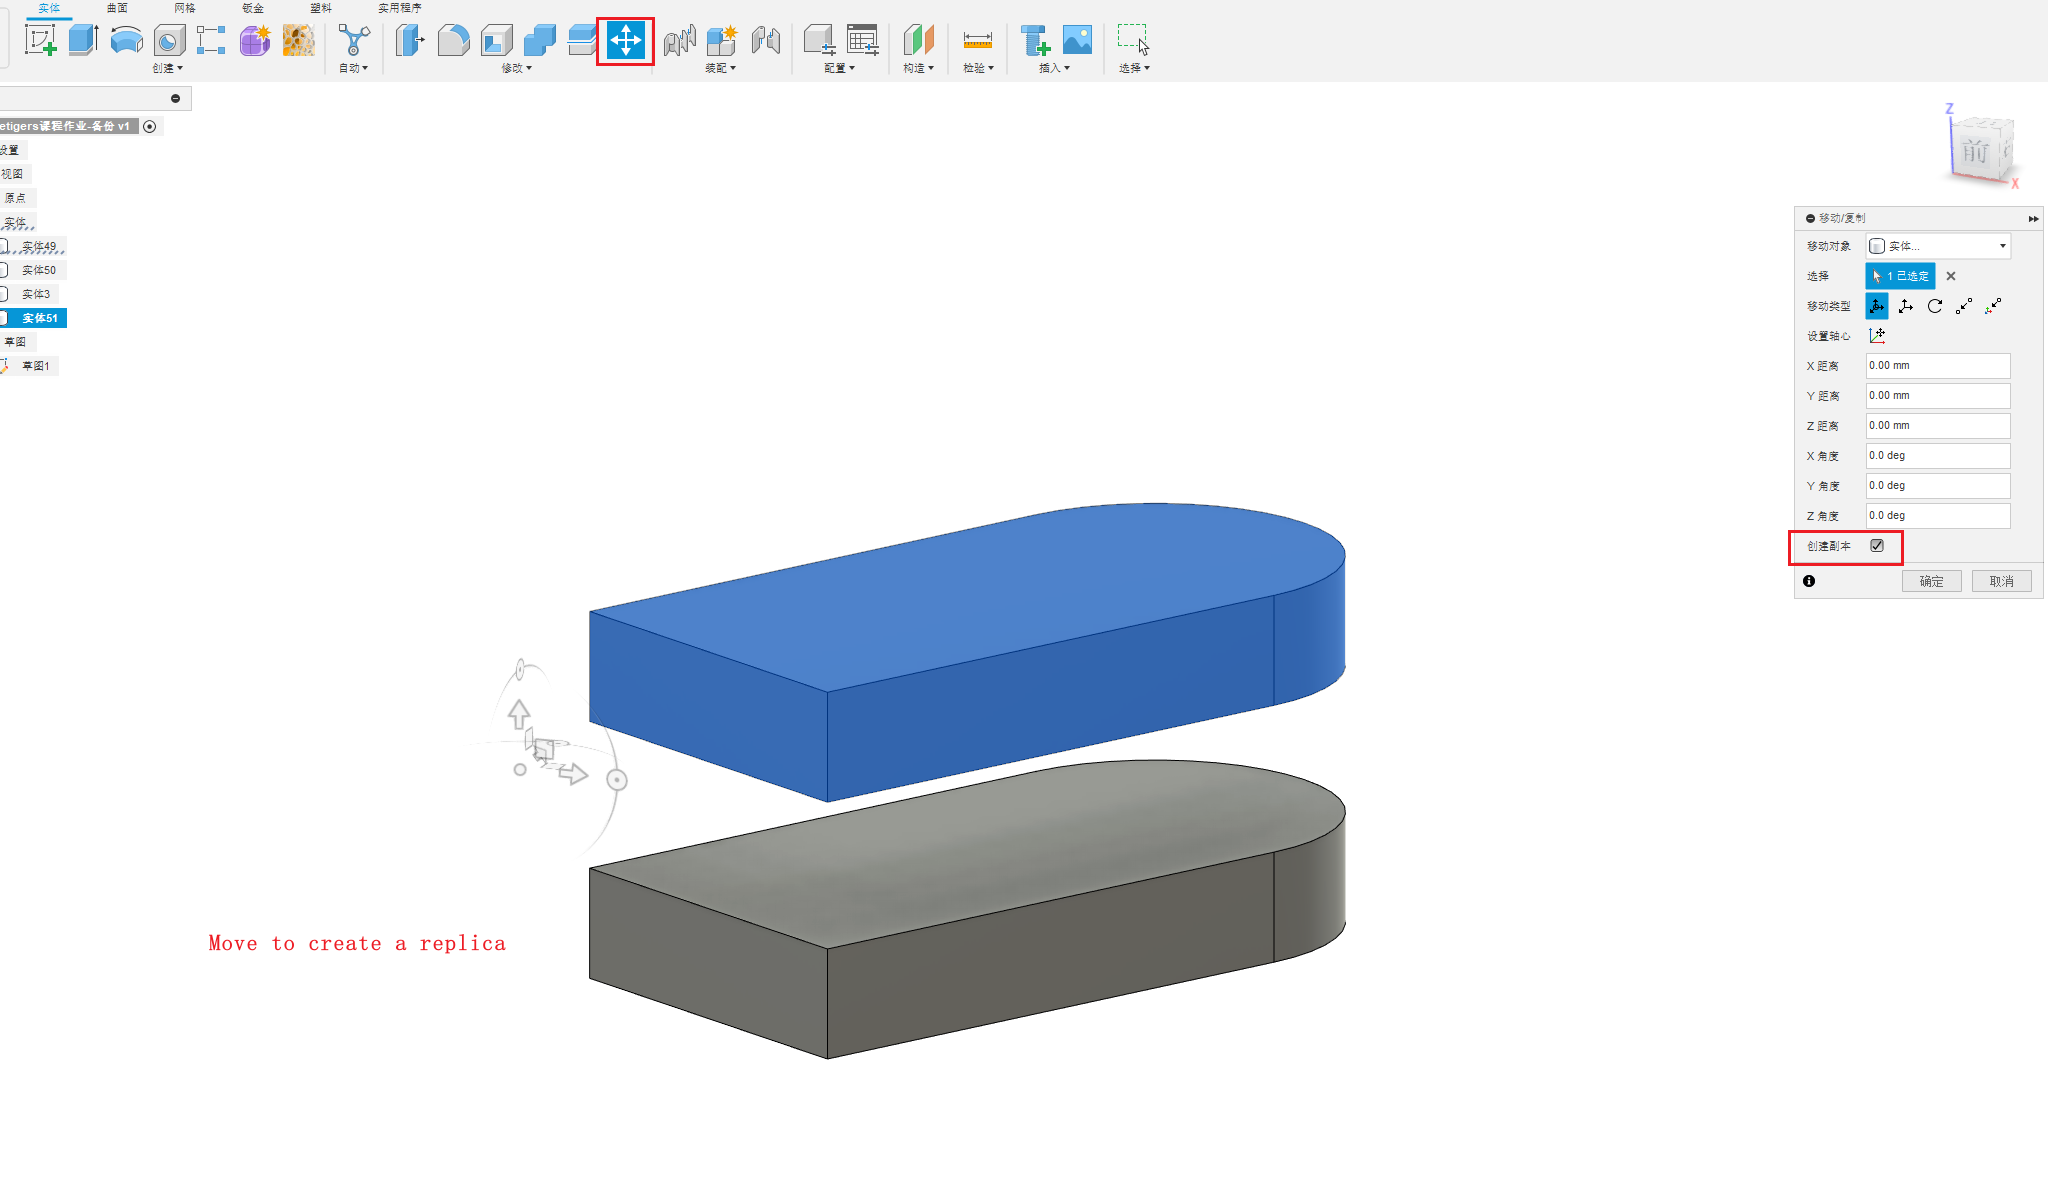 实体 曲面 网格 钣金 塑料 实用程序
创建▾ 自动▾ 修改▾ 装配▾ 配置▾ 构造▾ 检验▾ 插入▾ 选择▾
etigers课程作业-备份 v1
设置
视图
原点
实体
实体49
实体50
实体3
实体51
草图
草图1
Z
前
X
移动/复制
移动对象 实体...
选择 1 已选定
移动类型
设置轴心
X 距离 0.00 mm
Y 距离 0.00 mm
Z 距离 0.00 mm
X 角度 0.0 deg
Y 角度 0.0 deg
Z 角度 0.0 deg
创建副本
确定 取消
Move to create a replica